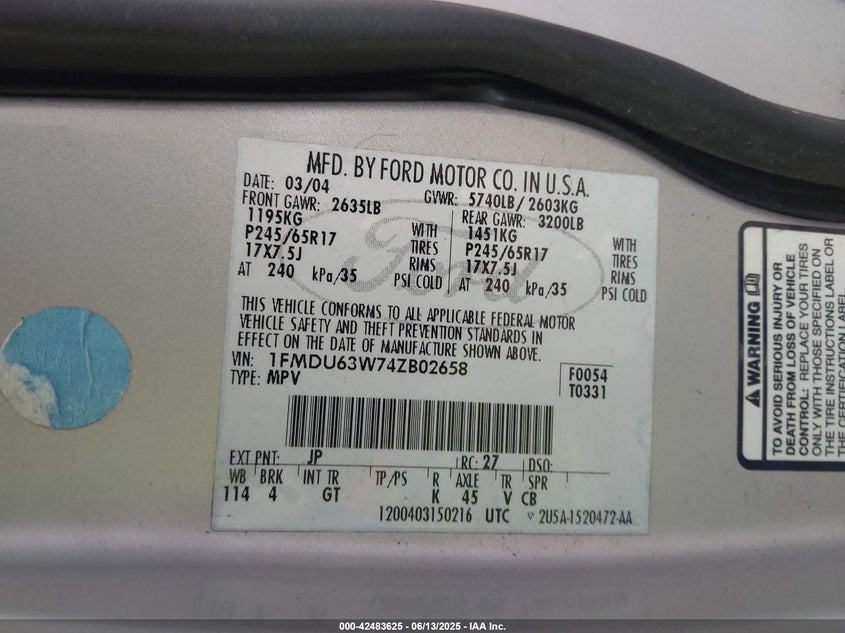 MFD. BY FORD MOTOR CO. IN U.S.A.
DATE: 03/04 GVWR: 5740LB/2603KG
FRONT GAWR: 2635LB REAR GAWR: 3200LB
1195KG WITH 1451KG WITH
P245/65R17 TIRES P245/65R17 TIRES
17X7.5J RIMS 17X7.5J RIMS
AT 240 kPa/35 PSI COLD AT 240 kPa/35 PSI COLD
Ford
THIS VEHICLE CONFORMS TO ALL APPLICABLE FEDERAL MOTOR
VEHICLE SAFETY AND THEFT PREVENTION STANDARDS IN
EFFECT ON THE DATE OF MANUFACTURE SHOWN ABOVE.
VIN: 1FMDU63W74ZB02658 F0054
TYPE: MPV T0331
EXT PNT: JP RC: 27 DSO:
WB BRK INT TR TP/PS R AXLE TR SPR
114 4 GT K 45 V CB
1200403150216 UTC ▽ 2U5A-1520472-AA
WARNING
TO AVOID SERIOUS INJURY OR
DEATH FROM LOSS OF VEHICLE
CONTROL: REPLACE YOUR TIRES
ONLY WITH THOSE SPECIFIED ON
THE TIRE INSTRUCTIONS LABEL OR
THE CERTIFICATION LABEL.
000-42483625 - 06/13/2025 - IAA Inc.